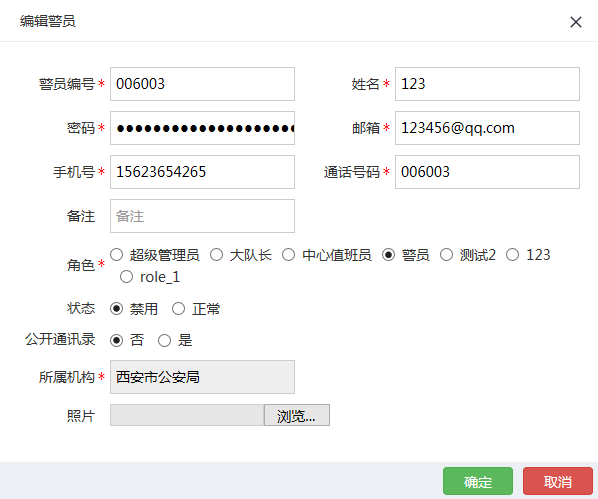 编辑警员
警员编号 * 006003 姓名 * 123
密码 * ●●●●●●●●●●●●●●●●●●●● 邮箱 * 123456@qq.com
手机号 * 15623654265 通话号码 * 006003
备注 备注
角色 * 超级管理员 大队长 中心值班员 警员 测试2 123
role_1
状态 禁用 正常
公开通讯录 否 是
所属机构 * 西安市公安局
照片 浏览...
确定 取消